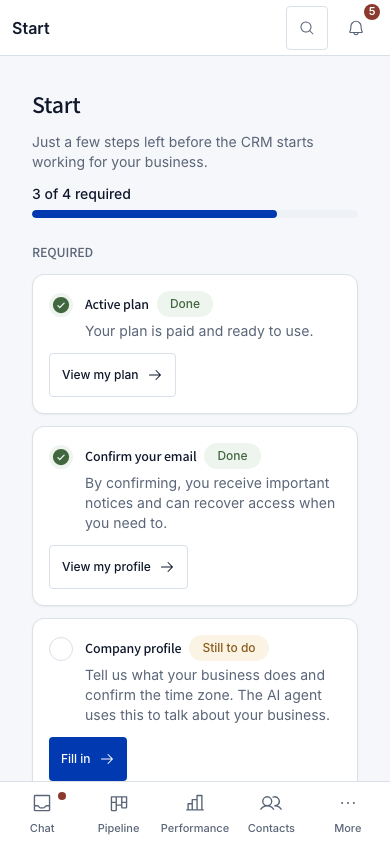 Start
5
Start
Just a few steps left before the CRM starts
working for your business.
3 of 4 required
REQUIRED
Active plan
Done
Your plan is paid and ready to use.
View my plan
Confirm your email
Done
By confirming, you receive important
notices and can recover access when
you need to.
View my profile
Company profile
Still to do
Tell us what your business does and
confirm the time zone. The AI agent
uses this to talk about your business.
Fill in
Chat
Pipeline
Performance
Contacts
More